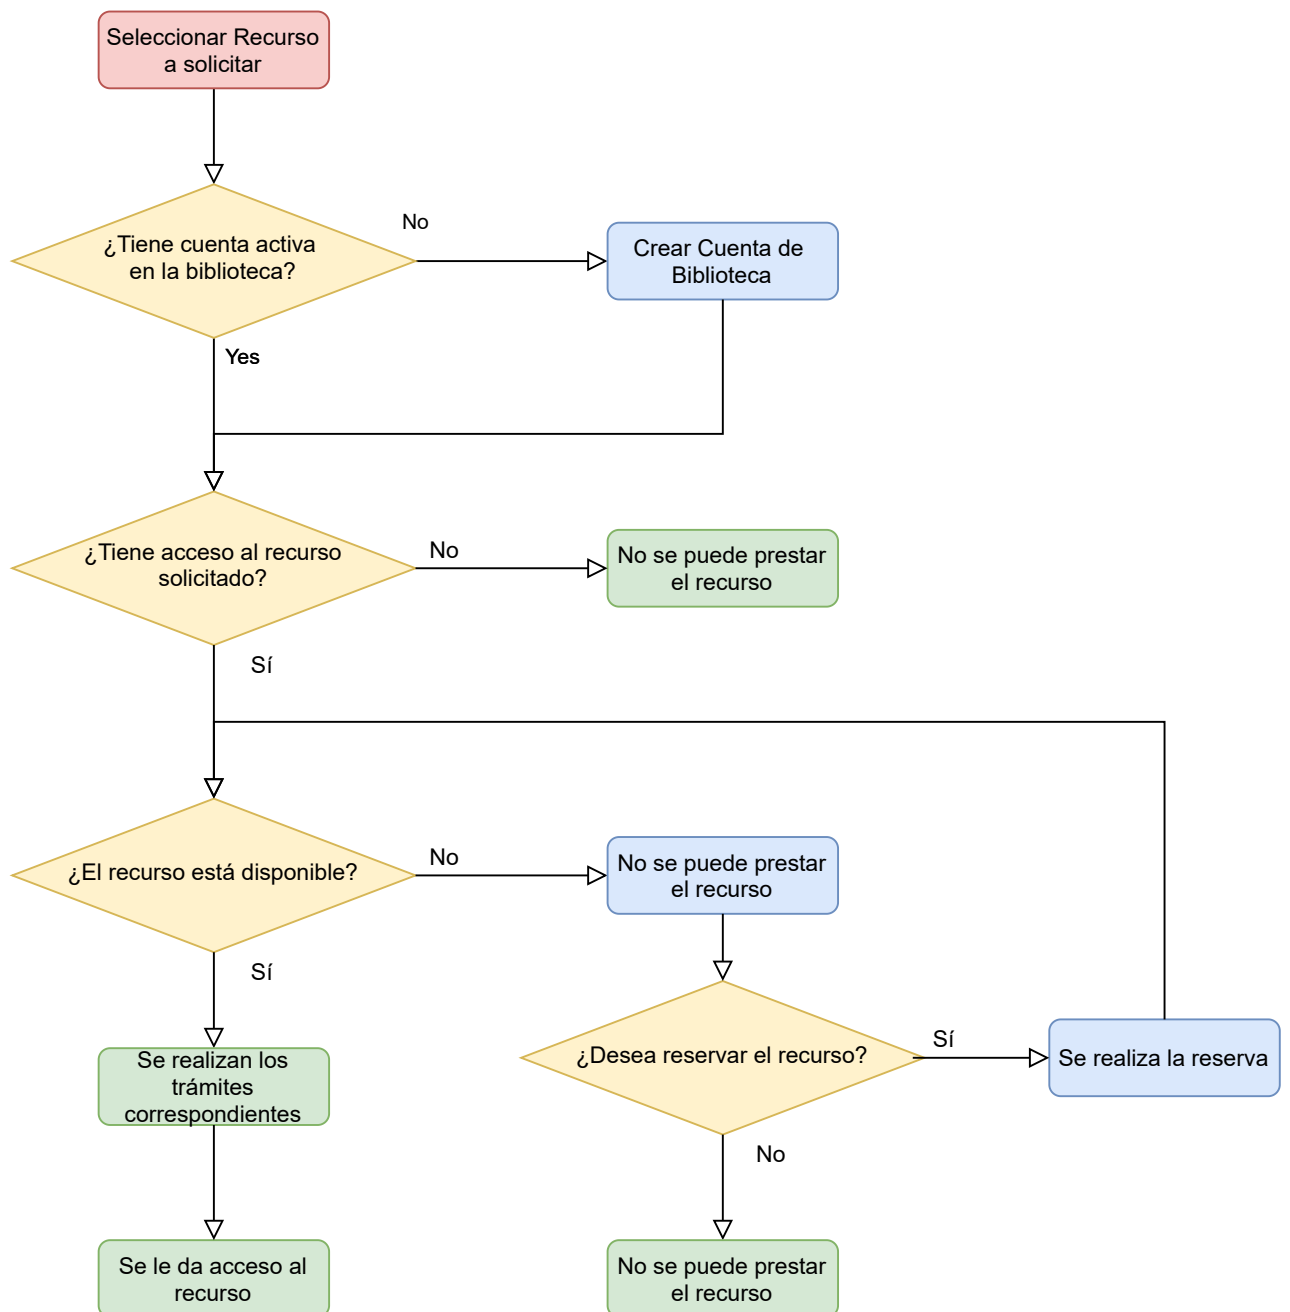 Seleccionar Recurso
a solicitar
¿Tiene cuenta activa
en la biblioteca?
No
Crear Cuenta de
Biblioteca
Yes
¿Tiene acceso al recurso
solicitado?
No
No se puede prestar
el recurso
Sí
¿El recurso está disponible?
No
No se puede prestar
el recurso
Sí
¿Desea reservar el recurso?
Sí
Se realiza la reserva
Se realizan los
trámites
correspondientes
No
Se le da acceso al
recurso
No se puede prestar
el recurso